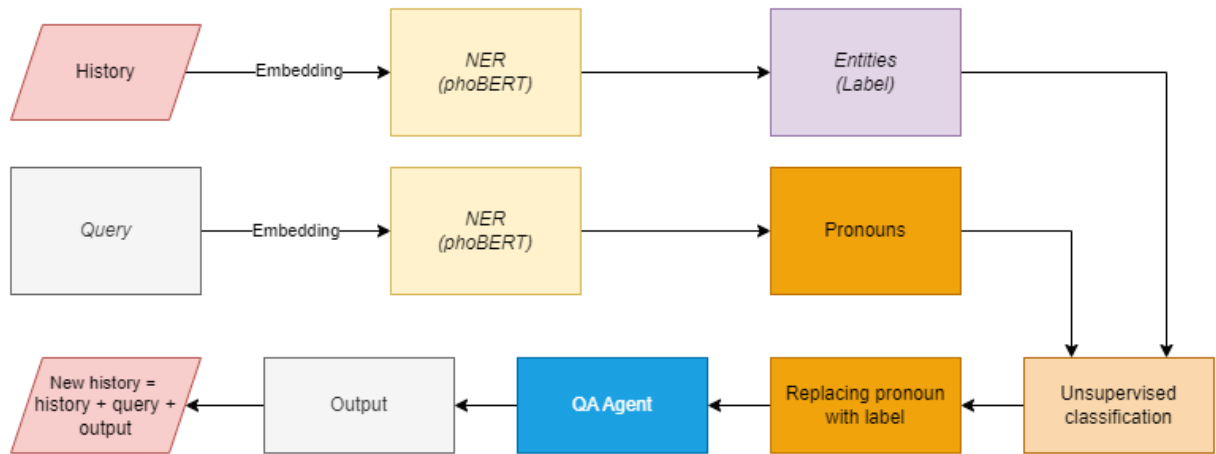 History
Embedding
NER
(phoBERT)
Entities
(Label)
Query
Embedding
NER
(phoBERT)
Pronouns
New history =
history + query +
output
Output
QA Agent
Replacing pronoun
with label
Unsupervised
classification